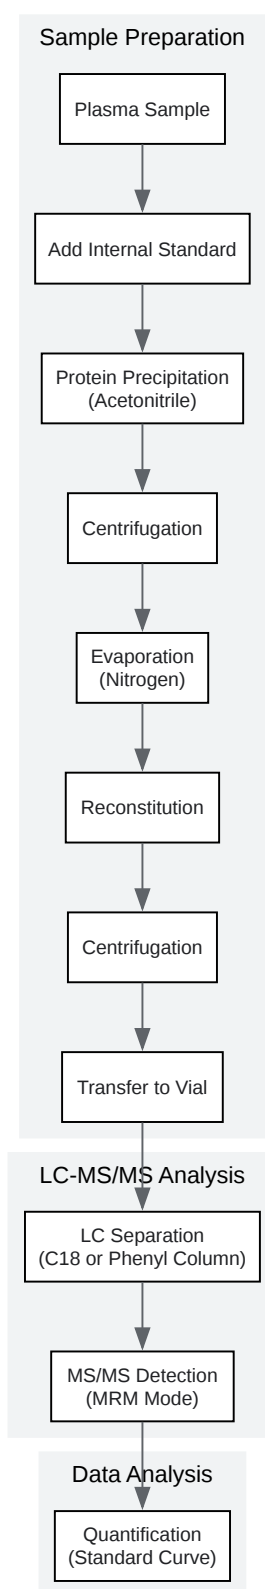 Sample Preparation
Plasma Sample
Add Internal Standard
Protein Precipitation
(Acetonitrile)
Centrifugation
Evaporation
(Nitrogen)
Reconstitution
Centrifugation
Transfer to Vial
LC-MS/MS Analysis
LC Separation
(C18 or Phenyl Column)
MS/MS Detection
(MRM Mode)
Data Analysis
Quantification
(Standard Curve)